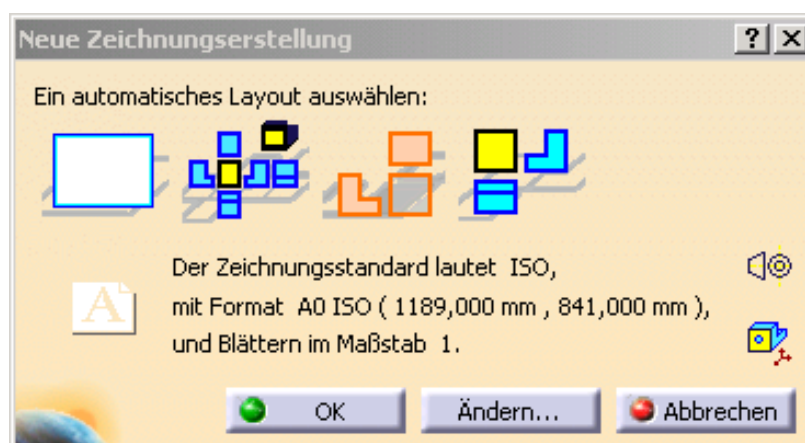 Neue Zeichnungserstellung
Ein automatisches Layout auswählen:
Der Zeichnungsstandard lautet ISO,
mit Format A0 ISO ( 1189,000 mm , 841,000 mm ),
und Blättern im Maßstab 1.
A
OK Ändern... Abbrechen